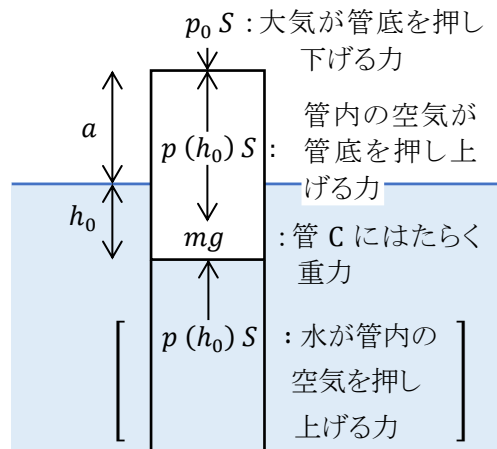 p₀ S : 大気が管底を押し
下げる力
a
管内の空気が
p (h₀) S : 管底を押し上
げる力
h₀
mg : 管 C にはたらく
重力
p (h₀) S : 水が管内の
空気を押し
上げる力